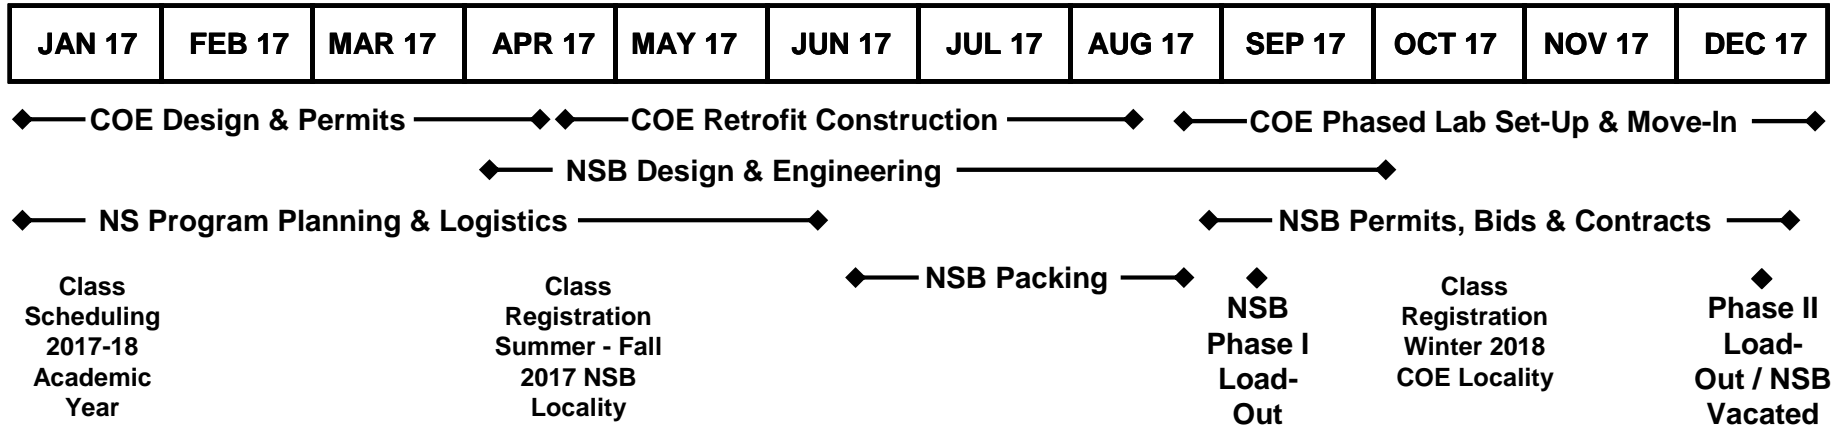 JAN 17 FEB 17 MAR 17 APR 17 MAY 17 JUN 17 JUL 17 AUG 17 SEP 17 OCT 17 NOV 17 DEC 17
COE Design & Permits COE Retrofit Construction COE Phased Lab Set-Up & Move-In
NSB Design & Engineering
NS Program Planning & Logistics NSB Permits, Bids & Contracts
NSB Packing
Class
Scheduling
2017-18
Academic
Year
Class
Registration
Summer - Fall
2017 NSB
Locality
NSB
Phase I
Load-
Out
Class
Registration
Winter 2018
COE Locality
Phase II
Load-
Out / NSB
Vacated